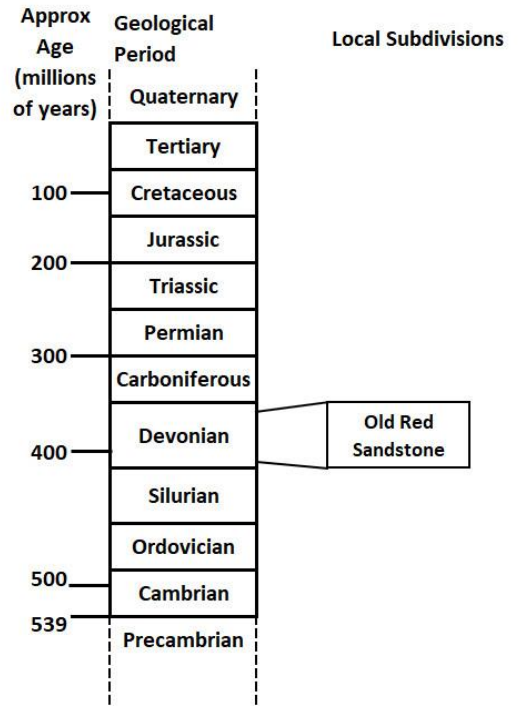 Approx
Age
(millions
of years)
Geological
Period
Local Subdivisions
Quaternary
Tertiary
100
Cretaceous
Jurassic
200
Triassic
Permian
300
Carboniferous
Devonian
Old Red
Sandstone
400
Silurian
Ordovician
500
Cambrian
539
Precambrian